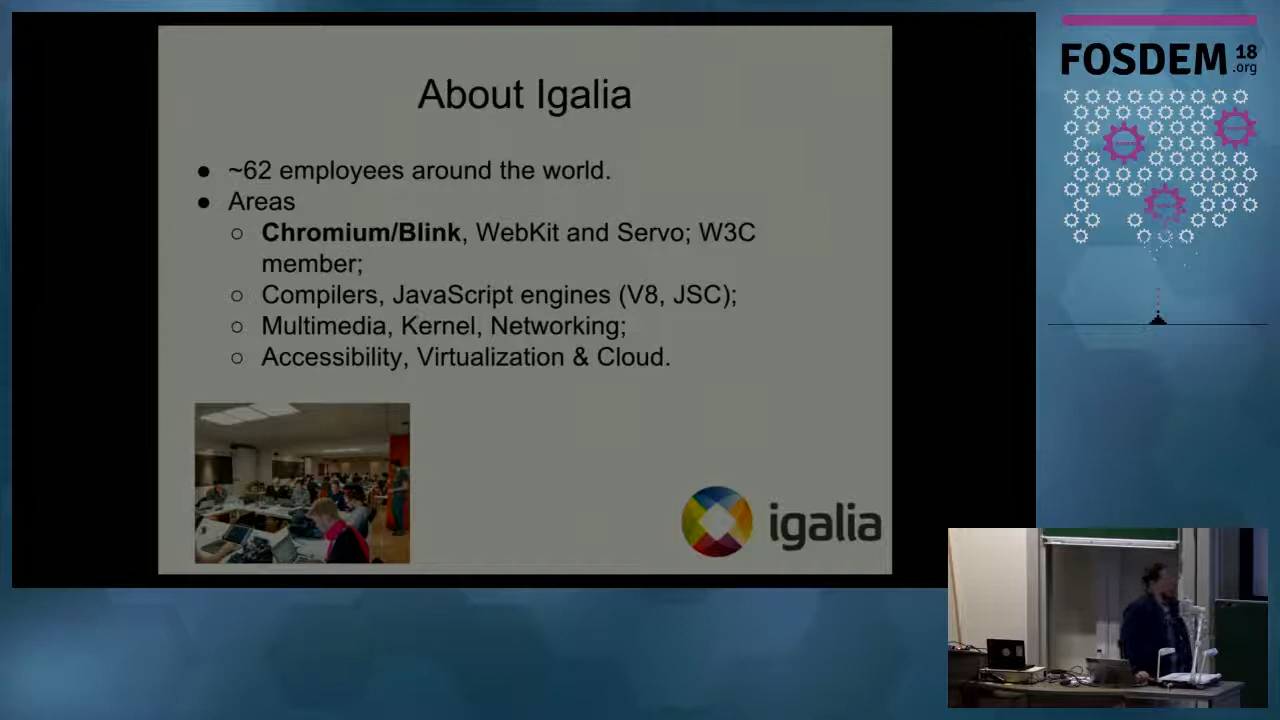 About Igalia
● ~62 employees around the world.
● Areas
○ Chromium/Blink, WebKit and Servo; W3C
member;
○ Compilers, JavaScript engines (V8, JSC);
○ Multimedia, Kernel, Networking;
○ Accessibility, Virtualization & Cloud.
igalia
FOSDEM 18
.org